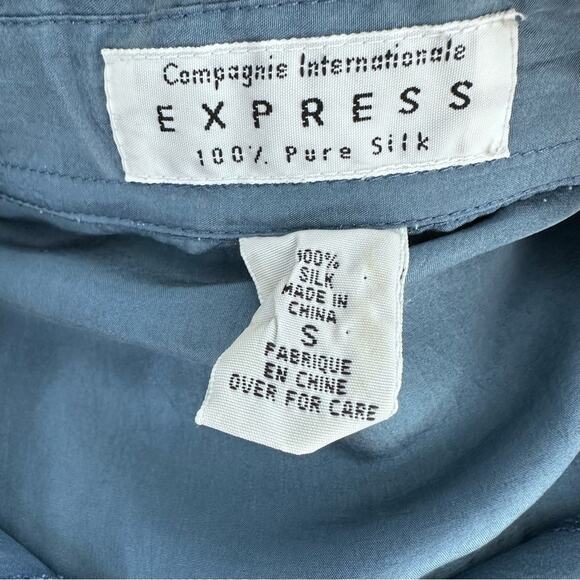 Compagnie Internationale
EXPRESS
100% Pure Silk
100%
SILK
MADE IN
CHINA
S
FABRIQUE
EN CHINE
OVER FOR CARE